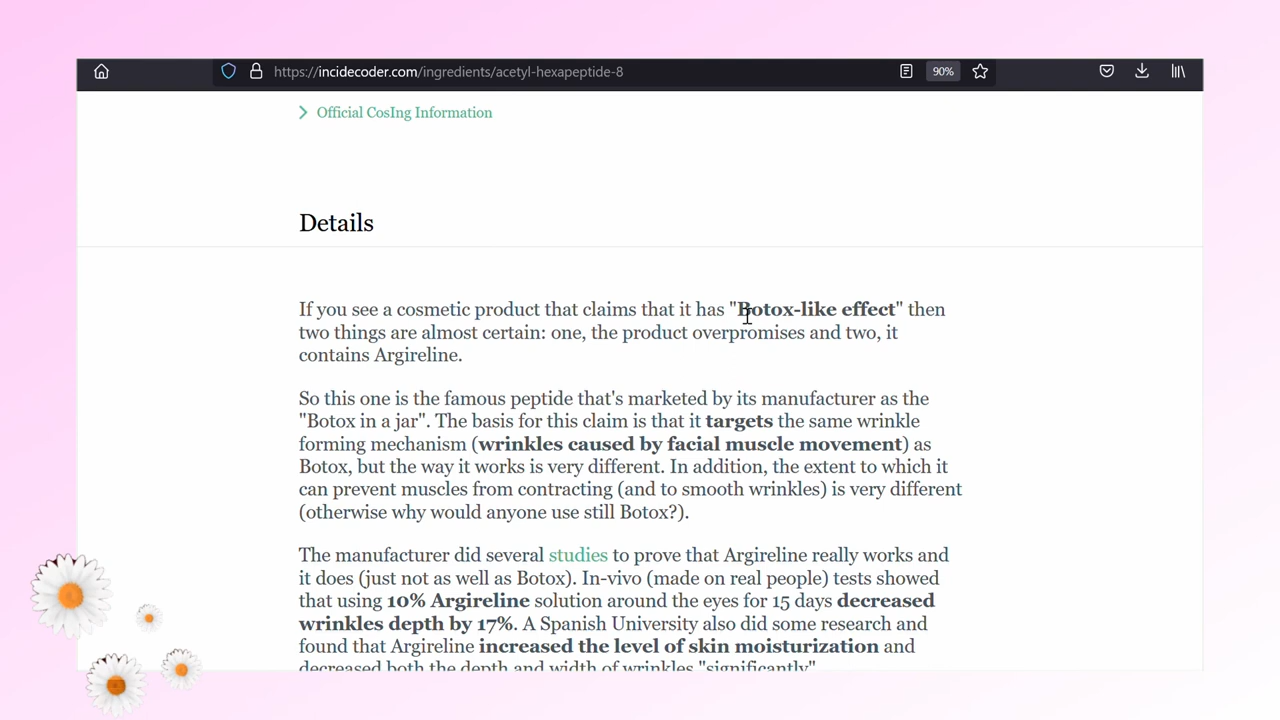 https://incidecoder.com/ingredients/acetyl-hexapeptide-8
90%
Official CosIng Information
Details
If you see a cosmetic product that claims that it has "Botox-like effect" then
two things are almost certain: one, the product overpromises and two, it
contains Argireline.
So this one is the famous peptide that's marketed by its manufacturer as the
"Botox in a jar". The basis for this claim is that it targets the same wrinkle
forming mechanism (wrinkles caused by facial muscle movement) as
Botox, but the way it works is very different. In addition, the extent to which it
can prevent muscles from contracting (and to smooth wrinkles) is very different
(otherwise why would anyone use still Botox?).
The manufacturer did several studies to prove that Argireline really works and
it does (just not as well as Botox). In-vivo (made on real people) tests showed
that using 10% Argireline solution around the eyes for 15 days decreased
wrinkles depth by 17%. A Spanish University also did some research and
found that Argireline increased the level of skin moisturization and
decreased both the depth and width of wrinkles "significantly".